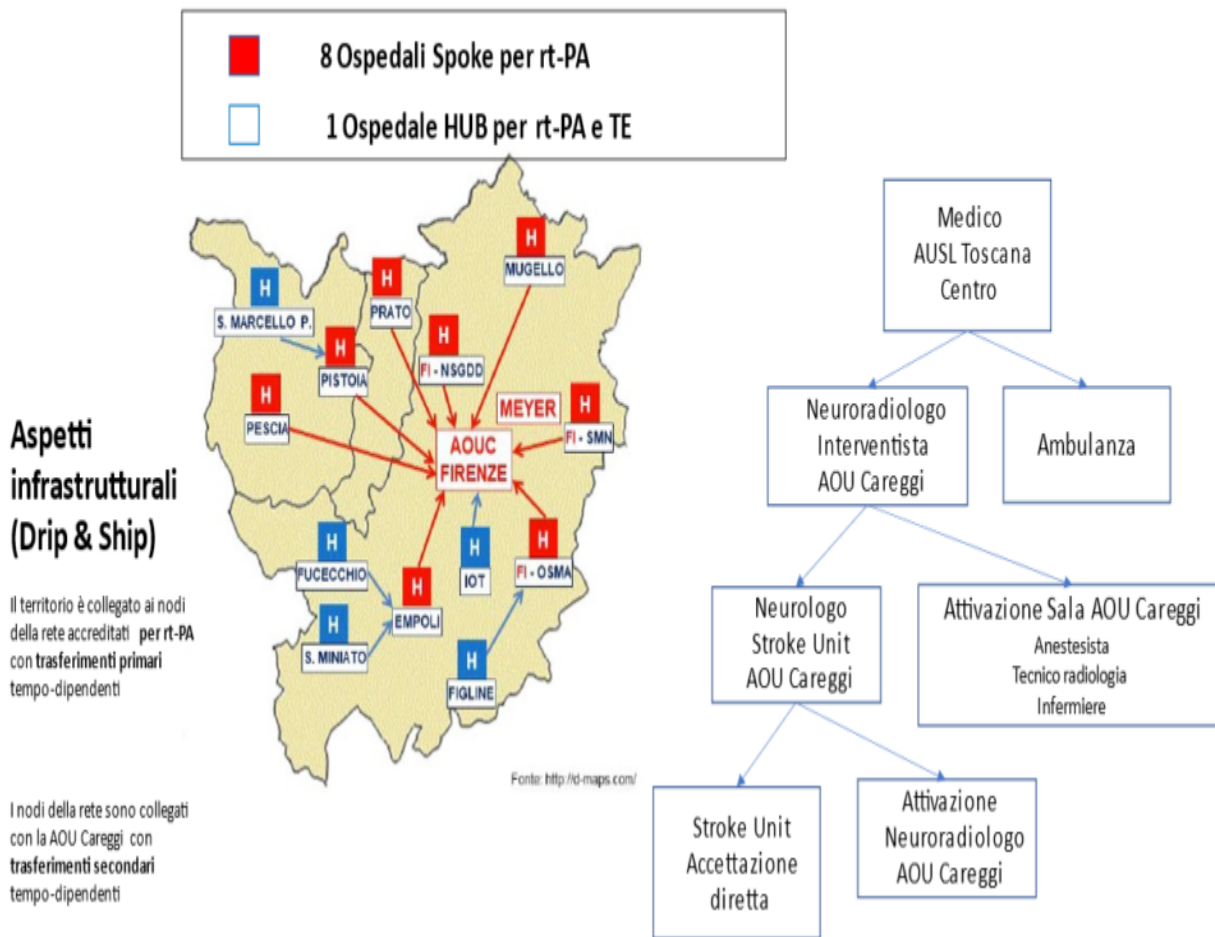 8 Ospedali Spoke per rt-PA
1 Ospedale HUB per rt-PA e TE
Aspetti
infrastrutturali
(Drip & Ship)
Il territorio è collegato ai nodi
della rete accreditati per rt-PA
con trasferimenti primari
tempo-dipendenti
I nodi della rete sono collegati
con la AOU Careggi con
trasferimenti secondari
tempo-dipendenti
H
MUGELLO
H
S. MARCELLO P.
H
PRATO
H
PISTOIA
H
FI - NSGDD
H
PESCIA
MEYER
H
FI - SMN
AOUC
FIRENZE
H
FUCECCHIO
H
EMPOLI
H
IOT
H
FI - OSMA
H
S. MINIATO
H
FIGLINE
Fonte: http://d-maps.com/
Medico
AUSL Toscana
Centro
Neuroradiologo
Interventista
AOU Careggi
Ambulanza
Neurologo
Stroke Unit
AOU Careggi
Attivazione Sala AOU Careggi
Anestesista
Tecnico radiologia
Infermiere
Stroke Unit
Accettazione
diretta
Attivazione
Neuroradiologo
AOU Careggi